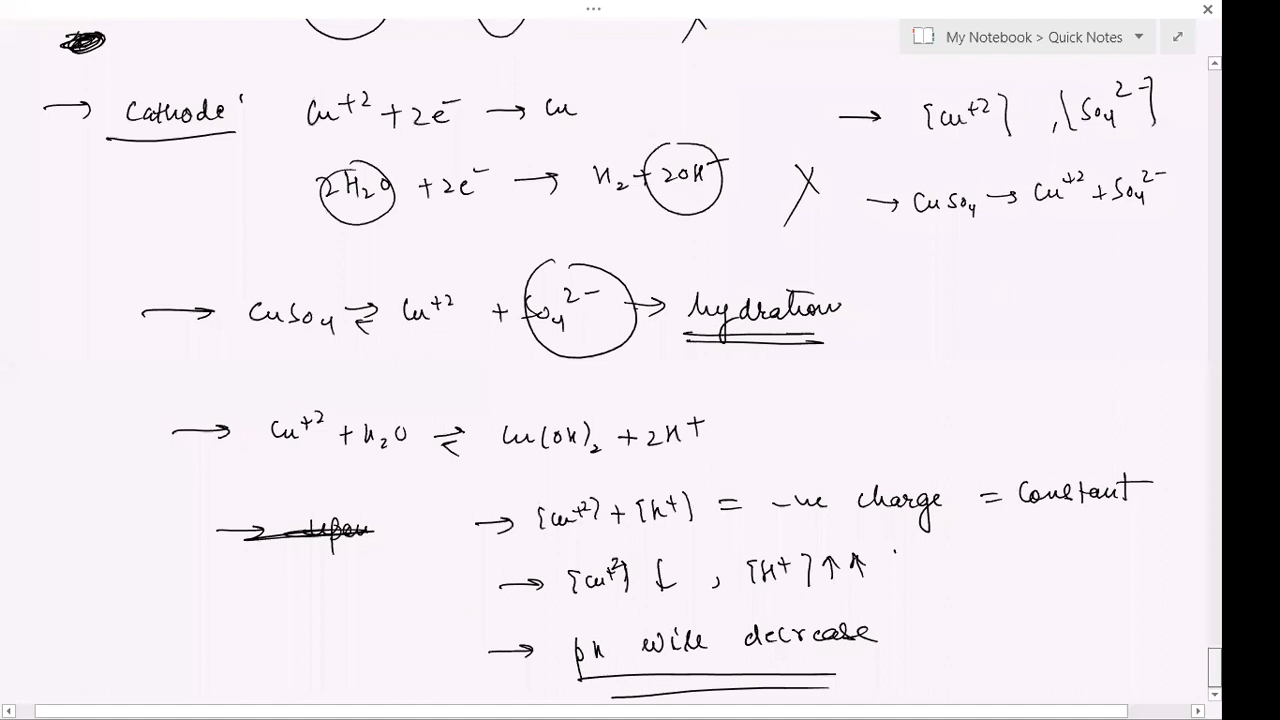 My Notebook > Quick Notes
→ Cathode' Cu+2 + 2e- → Cu
→ [Cu+2] , [SO4 2-]
2H2O + 2e- → H2 + 2OH- X
→ CuSO4 → Cu+2 + SO4 2-
→ CuSO4 ⇌ Cu+2 + SO4 2- → hydration
→ Cu+2 + H2O ⇌ Cu(OH)2 + 2H+
→ [Cu+2] + [H+] = -ve charge = constant
→ [Cu+2] ↓ , [H+] ↑↑
→ pH will decrease